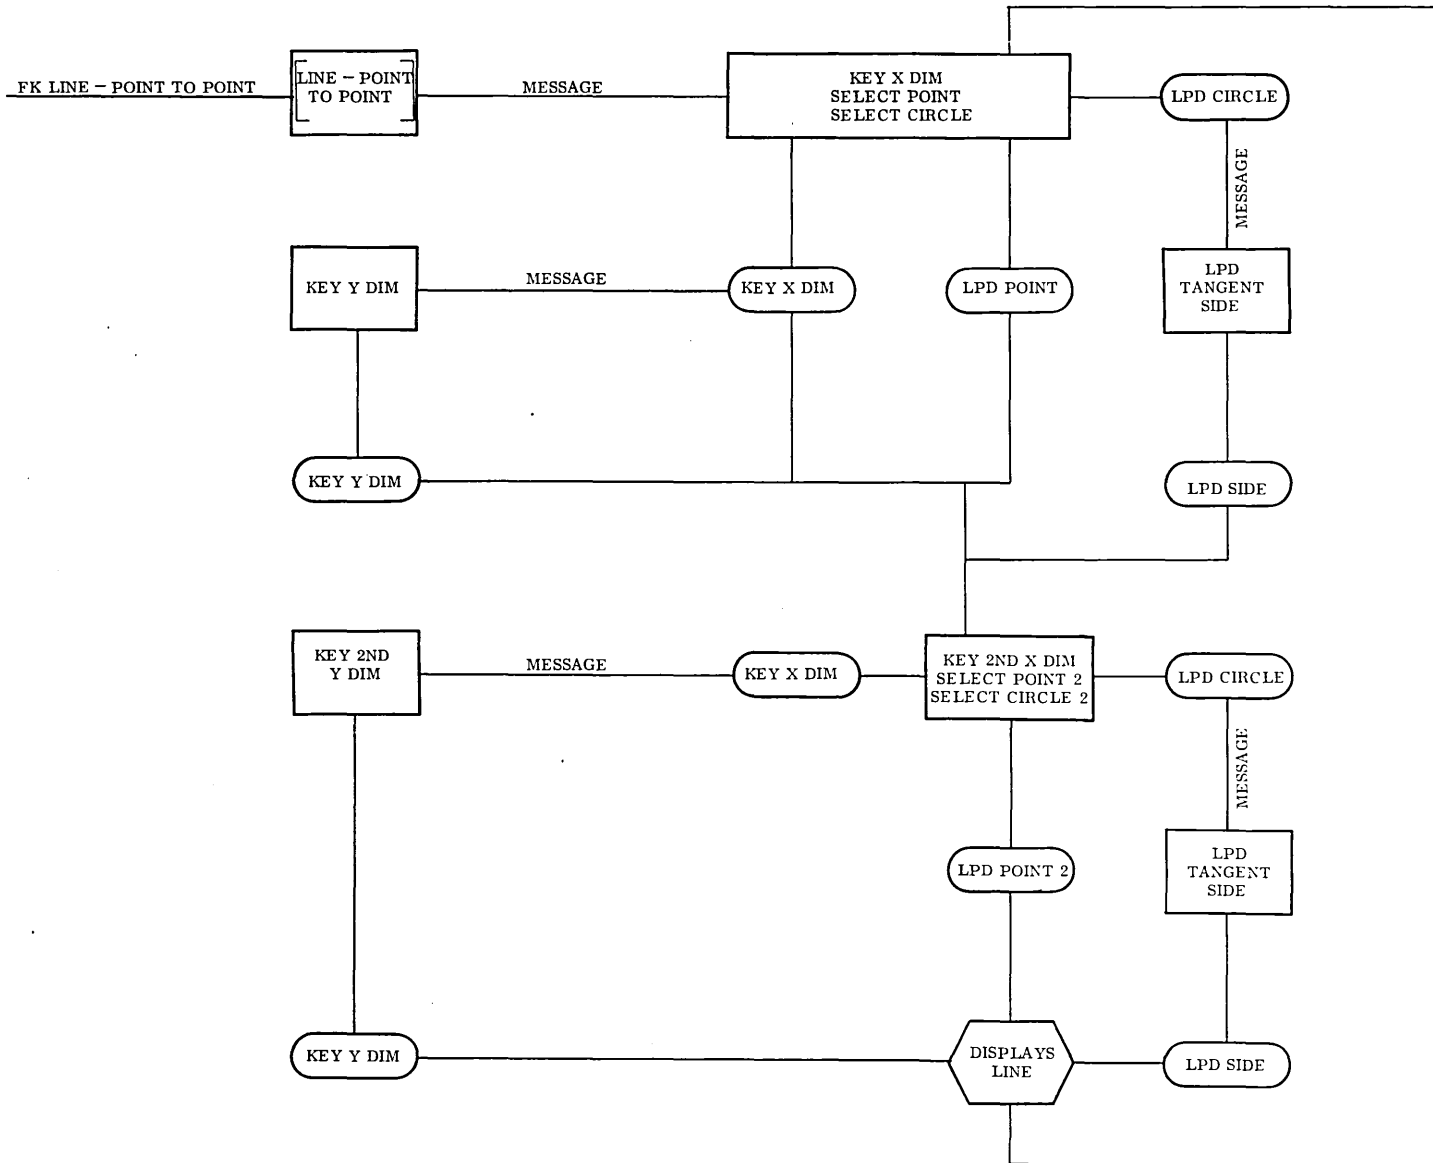 FK LINE – POINT TO POINT
LINE – POINT
TO POINT
MESSAGE
KEY X DIM
SELECT POINT
SELECT CIRCLE
LPD CIRCLE
MESSAGE
KEY Y DIM
MESSAGE
KEY X DIM
LPD POINT
LPD
TANGENT
SIDE
KEY Y DIM
LPD SIDE
KEY 2ND
Y DIM
MESSAGE
KEY X DIM
KEY 2ND X DIM
SELECT POINT 2
SELECT CIRCLE 2
LPD CIRCLE
MESSAGE
LPD POINT 2
LPD
TANGENT
SIDE
KEY Y DIM
DISPLAYS
LINE
LPD SIDE